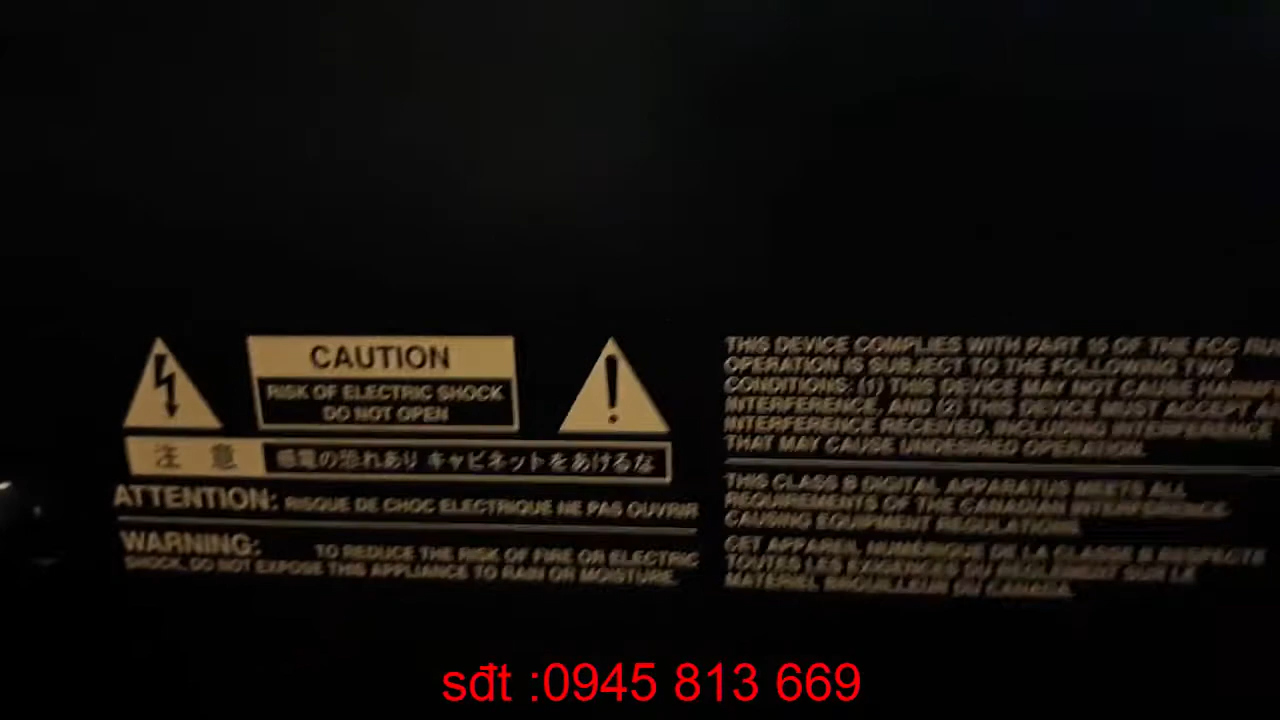 CAUTION
RISK OF ELECTRIC SHOCK
DO NOT OPEN
注 意
感電の恐れあり キャビネットをあけるな
ATTENTION: RISQUE DE CHOC ELECTRIQUE NE PAS OUVRIR
WARNING: TO REDUCE THE RISK OF FIRE OR ELECTRIC
SHOCK, DO NOT EXPOSE THIS APPLIANCE TO RAIN OR MOISTURE.
THIS DEVICE COMPLIES WITH PART 15 OF THE FCC
OPERATION IS SUBJECT TO THE FOLLOWING TWO
CONDITIONS: (1) THIS DEVICE MAY NOT CAUSE
INTERFERENCE, AND (2) THIS DEVICE MUST ACCEPT
INTERFERENCE RECEIVED, INCLUDING INTERFERENCE
THAT MAY CAUSE UNDESIRED OPERATION.
THIS CLASS B DIGITAL APPARATUS MEETS ALL
REQUIREMENTS OF THE CANADIAN INTERFERENCE-
CAUSING EQUIPMENT REGULATIONS.
CET APPAREIL NUMÉRIQUE DE LA CLASSE B RESPECTE
TOUTES LES EXIGENCES DU RÈGLEMENT SUR LE
MATÉRIEL BROUILLEUR DU CANADA.
sđt :0945 813 669